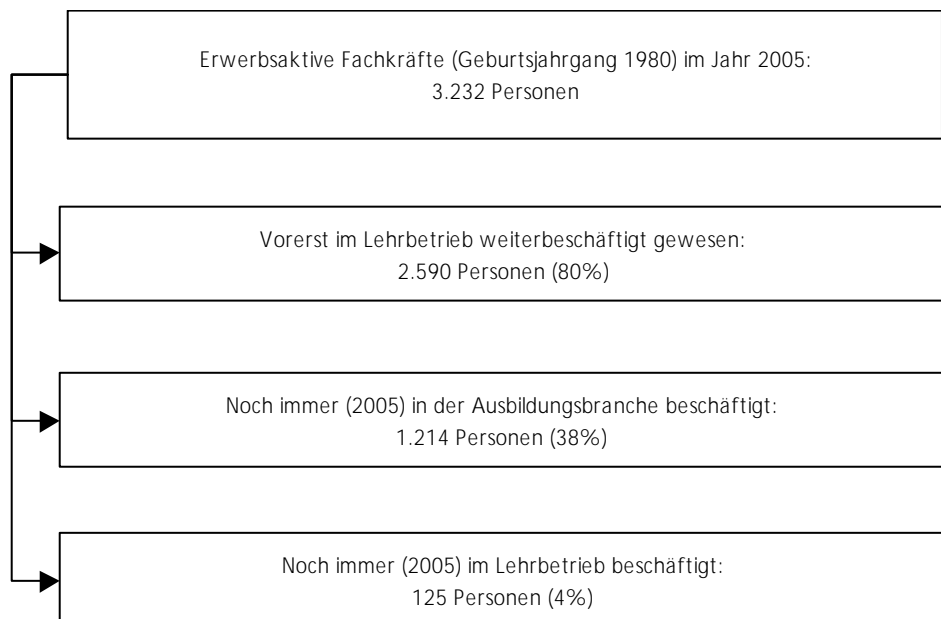 Erwerbsaktive Fachkräfte (Geburtsjahrgang 1980) im Jahr 2005:
3.232 Personen
Vorerst im Lehrbetrieb weiterbeschäftigt gewesen:
2.590 Personen (80%)
Noch immer (2005) in der Ausbildungsbranche beschäftigt:
1.214 Personen (38%)
Noch immer (2005) im Lehrbetrieb beschäftigt:
125 Personen (4%)